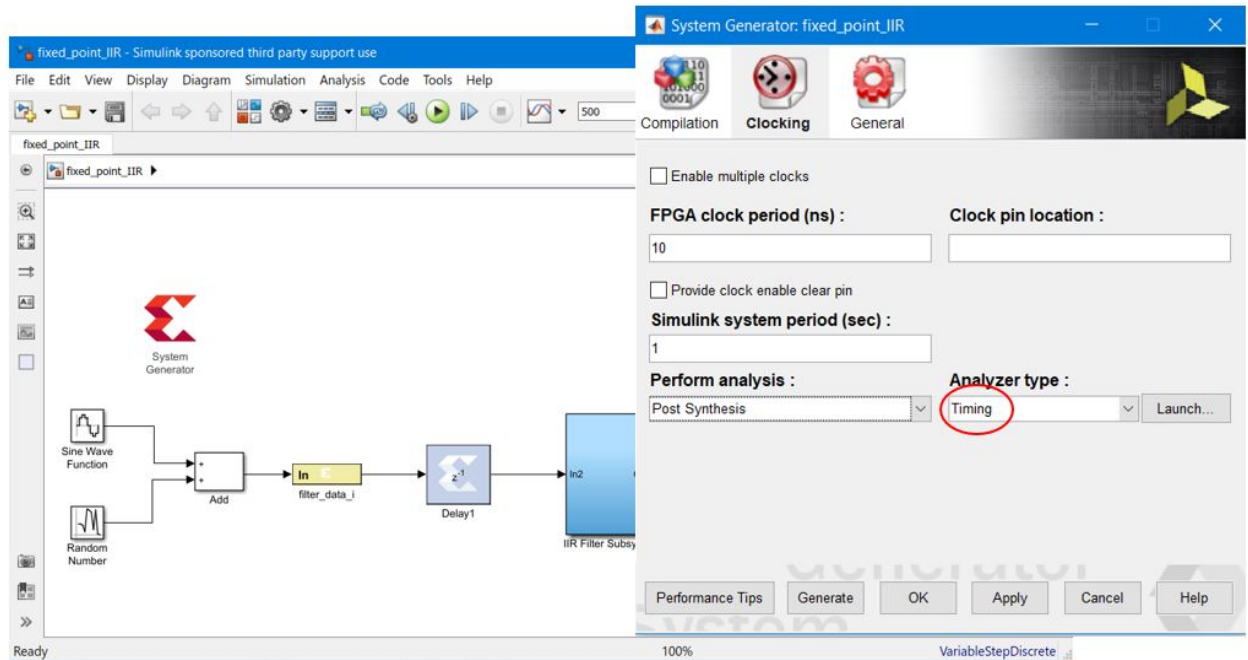 fixed_point_IIR - Simulink sponsored third party support use
File Edit View Display Diagram Simulation Analysis Code Tools Help
500
fixed_point_IIR
fixed_point_IIR
System
Generator
Sine Wave
Function
Random
Number
+
+
Add
In
filter_data_i
z-1
Delay1
In2
IIR Filter Subsy
Ready
100%
VariableStepDiscrete
System Generator: fixed_point_IIR
Compilation Clocking General
Enable multiple clocks
FPGA clock period (ns) : Clock pin location :
10
Provide clock enable clear pin
Simulink system period (sec) :
1
Perform analysis : Analyzer type :
Post Synthesis Timing Launch...
Performance Tips Generate OK Apply Cancel Help